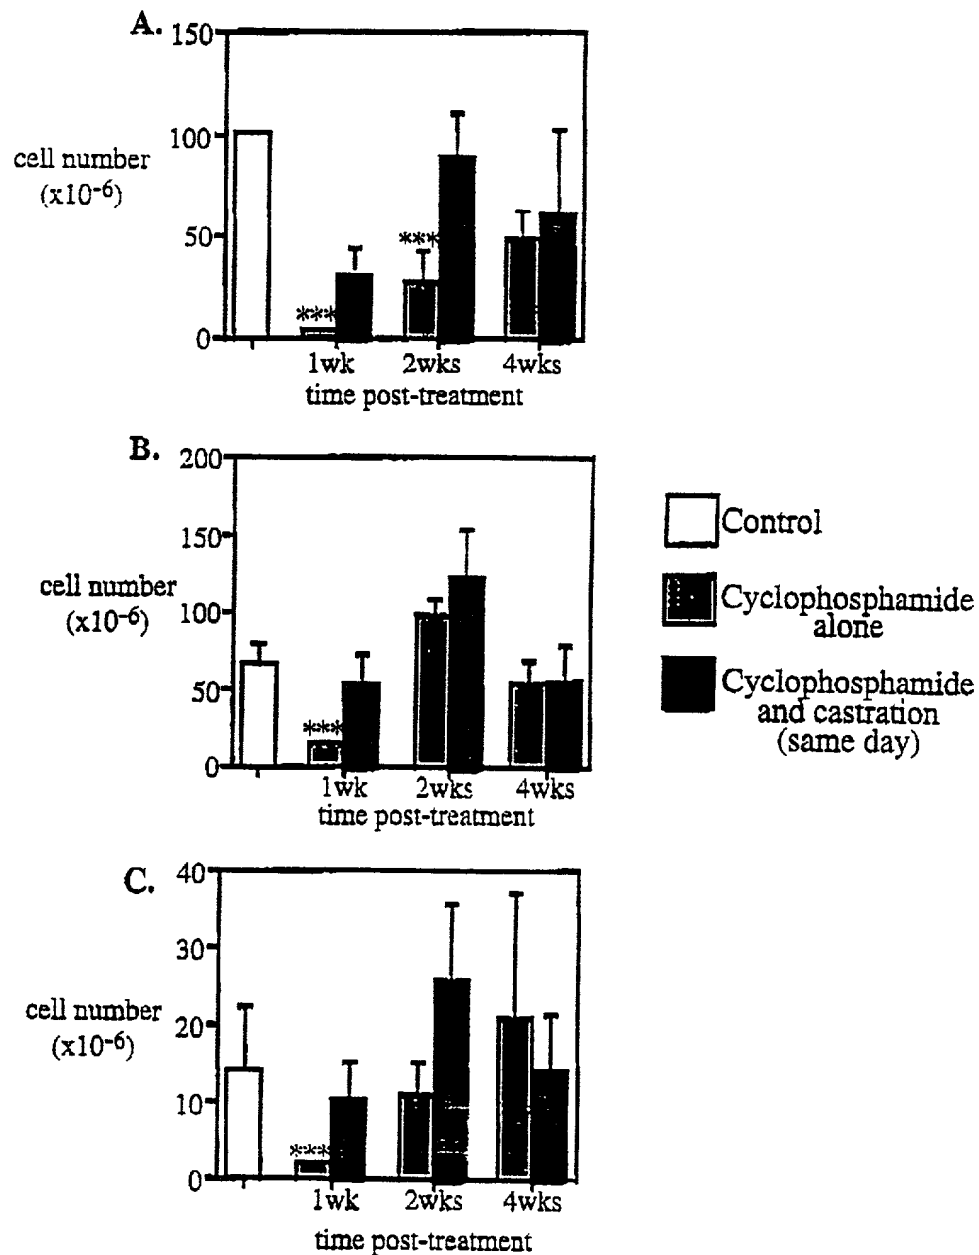 A.
150
100
50
0
cell number
(x10-6)
***
***
1wk 2wks 4wks
time post-treatment
B.
200
150
100
50
0
cell number
(x10-6)
***
1wk 2wks 4wks
time post-treatment
Control
Cyclophosphamide
alone
Cyclophosphamide
and castration
(same day)
C.
40
30
20
10
0
cell number
(x10-6)
***
1wk 2wks 4wks
time post-treatment